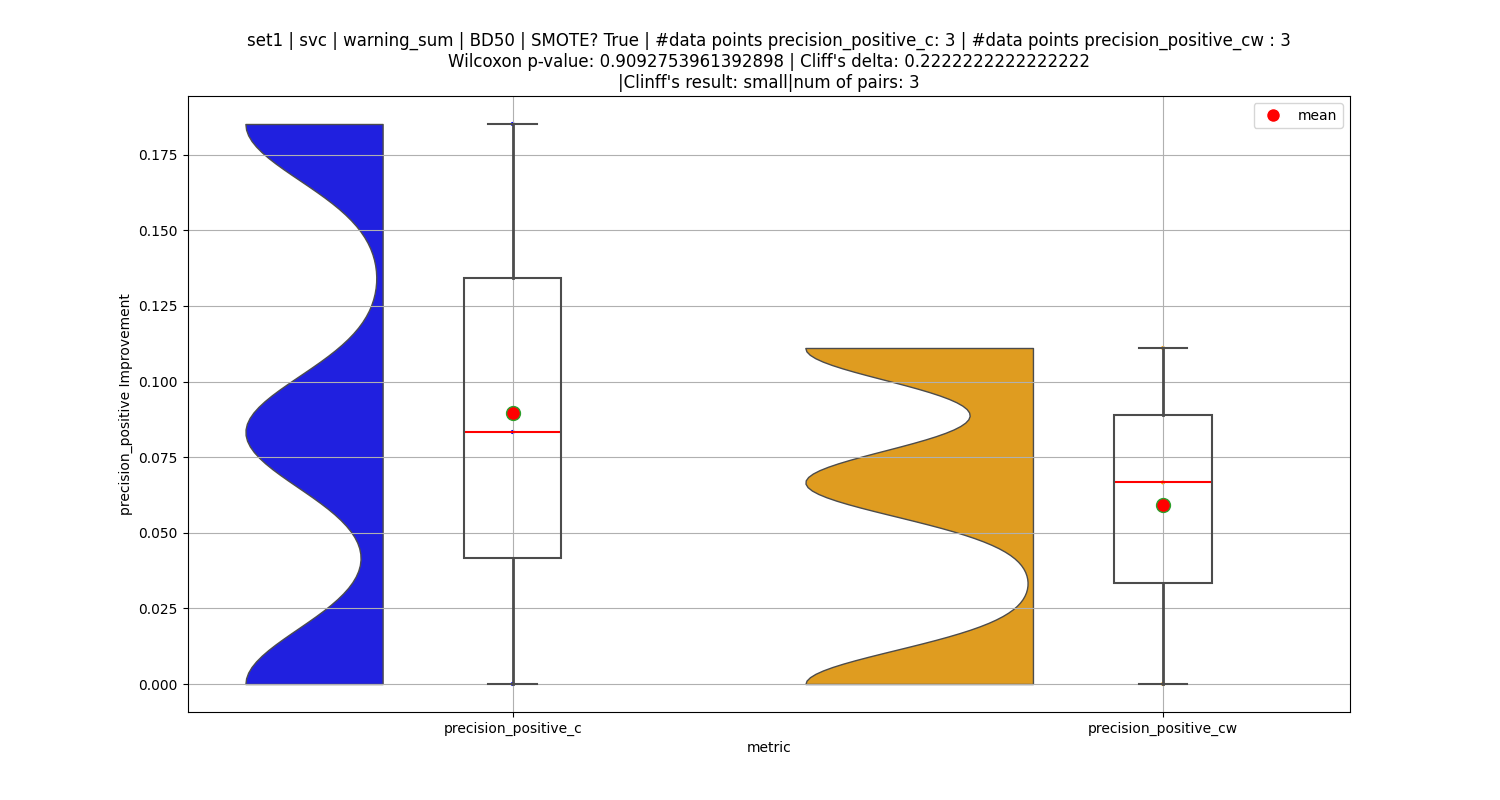 set1 | svc | warning_sum | BD50 | SMOTE? True | #data points precision_positive_c: 3 | #data points precision_positive_cw : 3
Wilcoxon p-value: 0.9092753961392898 | Cliff's delta: 0.2222222222222222
|Clinff's result: small|num of pairs: 3
mean
precision_positive Improvement
0.175
0.150
0.125
0.100
0.075
0.050
0.025
0.000
precision_positive_c
precision_positive_cw
metric